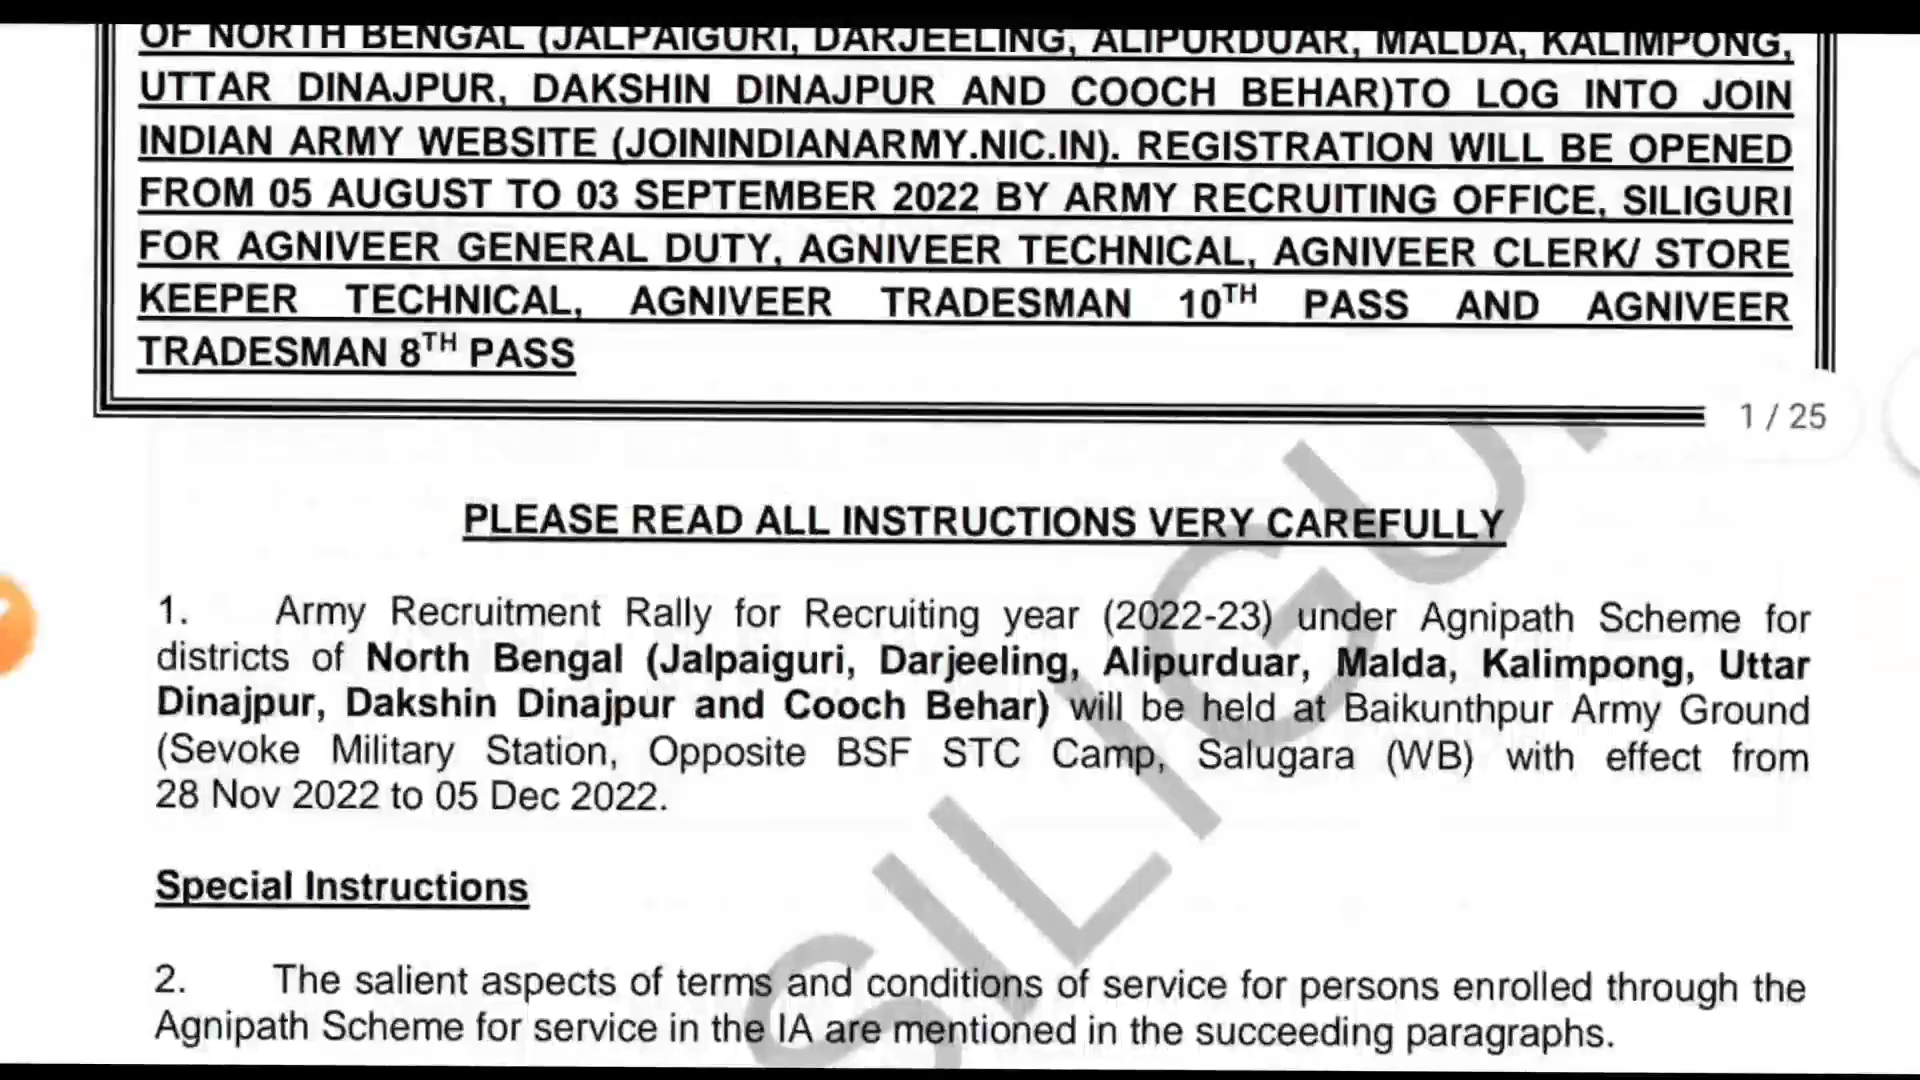 OF NORTH BENGAL (JALPAIGURI, DARJEELING, ALIPURDUAR, MALDA, KALIMPONG,
UTTAR DINAJPUR, DAKSHIN DINAJPUR AND COOCH BEHAR)TO LOG INTO JOIN
INDIAN ARMY WEBSITE (JOININDIANARMY.NIC.IN). REGISTRATION WILL BE OPENED
FROM 05 AUGUST TO 03 SEPTEMBER 2022 BY ARMY RECRUITING OFFICE, SILIGURI
FOR AGNIVEER GENERAL DUTY, AGNIVEER TECHNICAL, AGNIVEER CLERK/ STORE
KEEPER TECHNICAL, AGNIVEER TRADESMAN 10TH PASS AND AGNIVEER
TRADESMAN 8TH PASS
1 / 25
PLEASE READ ALL INSTRUCTIONS VERY CAREFULLY
1. Army Recruitment Rally for Recruiting year (2022-23) under Agnipath Scheme for
districts of North Bengal (Jalpaiguri, Darjeeling, Alipurduar, Malda, Kalimpong, Uttar
Dinajpur, Dakshin Dinajpur and Cooch Behar) will be held at Baikunthpur Army Ground
(Sevoke Military Station, Opposite BSF STC Camp, Salugara (WB) with effect from
28 Nov 2022 to 05 Dec 2022.
Special Instructions
2. The salient aspects of terms and conditions of service for persons enrolled through the
Agnipath Scheme for service in the IA are mentioned in the succeeding paragraphs.